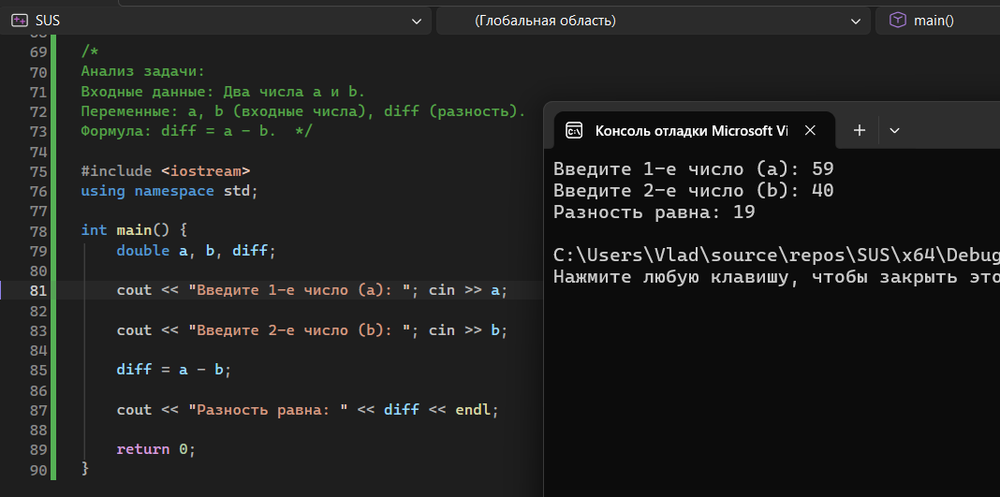 SUS
(Глобальная область)
main()
69 /*
70 Анализ задачи:
71 Входные данные: Два числа a и b.
72 Переменные: a, b (входные числа), diff (разность).
73 Формула: diff = a - b.  */
74
75 #include <iostream>
76 using namespace std;
77
78 int main() {
79 double a, b, diff;
80
81 cout << "Введите 1-е число (a): "; cin >> a;
82
83 cout << "Введите 2-е число (b): "; cin >> b;
84
85 diff = a - b;
86
87 cout << "Разность равна: " << diff << endl;
88
89 return 0;
90 }
Консоль отладки Microsoft Vi
Введите 1-е число (a): 59
Введите 2-е число (b): 40
Разность равна: 19
C:\Users\Vlad\source\repos\SUS\x64\Debug
Нажмите любую клавишу, чтобы закрыть это